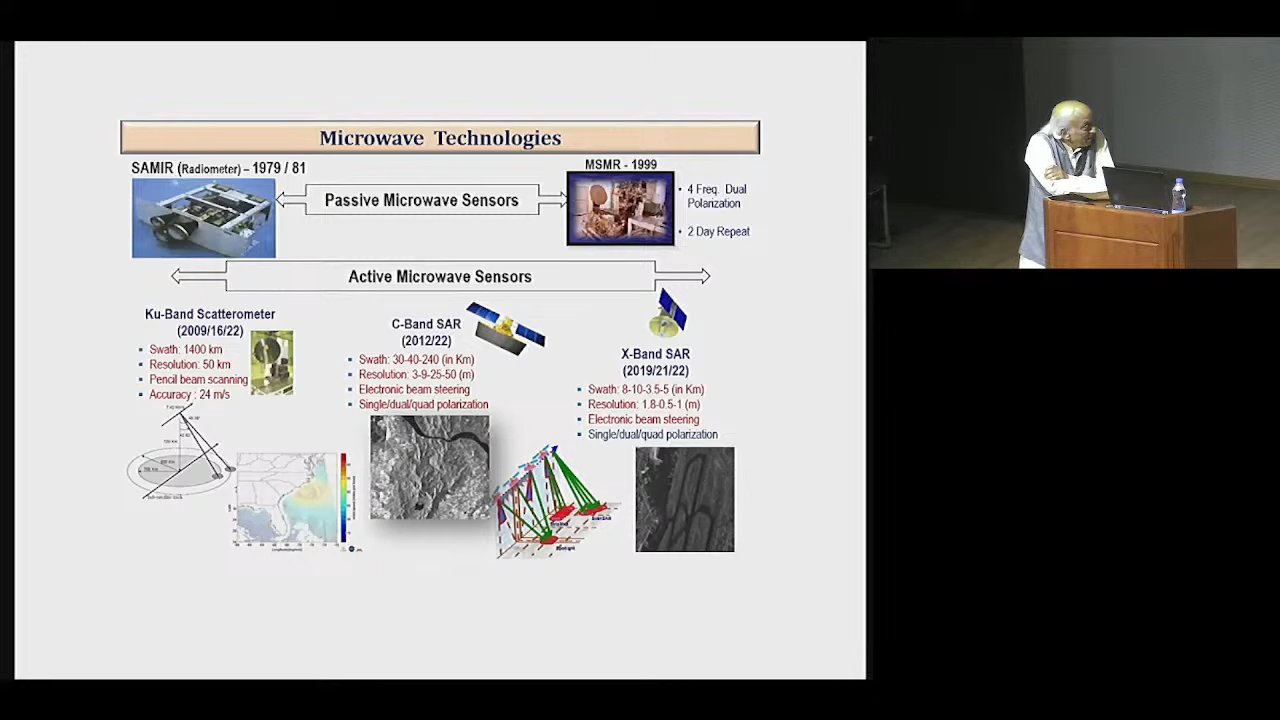 Microwave Technologies
SAMIR (Radiometer) – 1979 / 81
MSMR - 1999
Passive Microwave Sensors
• 4 Freq. Dual
Polarization
• 2 Day Repeat
Active Microwave Sensors
Ku-Band Scatterometer
(2009/16/22)
Swath: 1400 km
Resolution: 50 km
Pencil beam scanning
Accuracy : 24 m/s
C-Band SAR
(2012/22)
Swath: 30-40-240 (in Km)
Resolution: 3-9-25-50 (m)
Electronic beam steering
Single/dual/quad polarization
X-Band SAR
(2019/21/22)
Swath: 8-10-3.5-5 (in Km)
Resolution: 1.8-0.5-1 (m)
Electronic beam steering
Single/dual/quad polarization